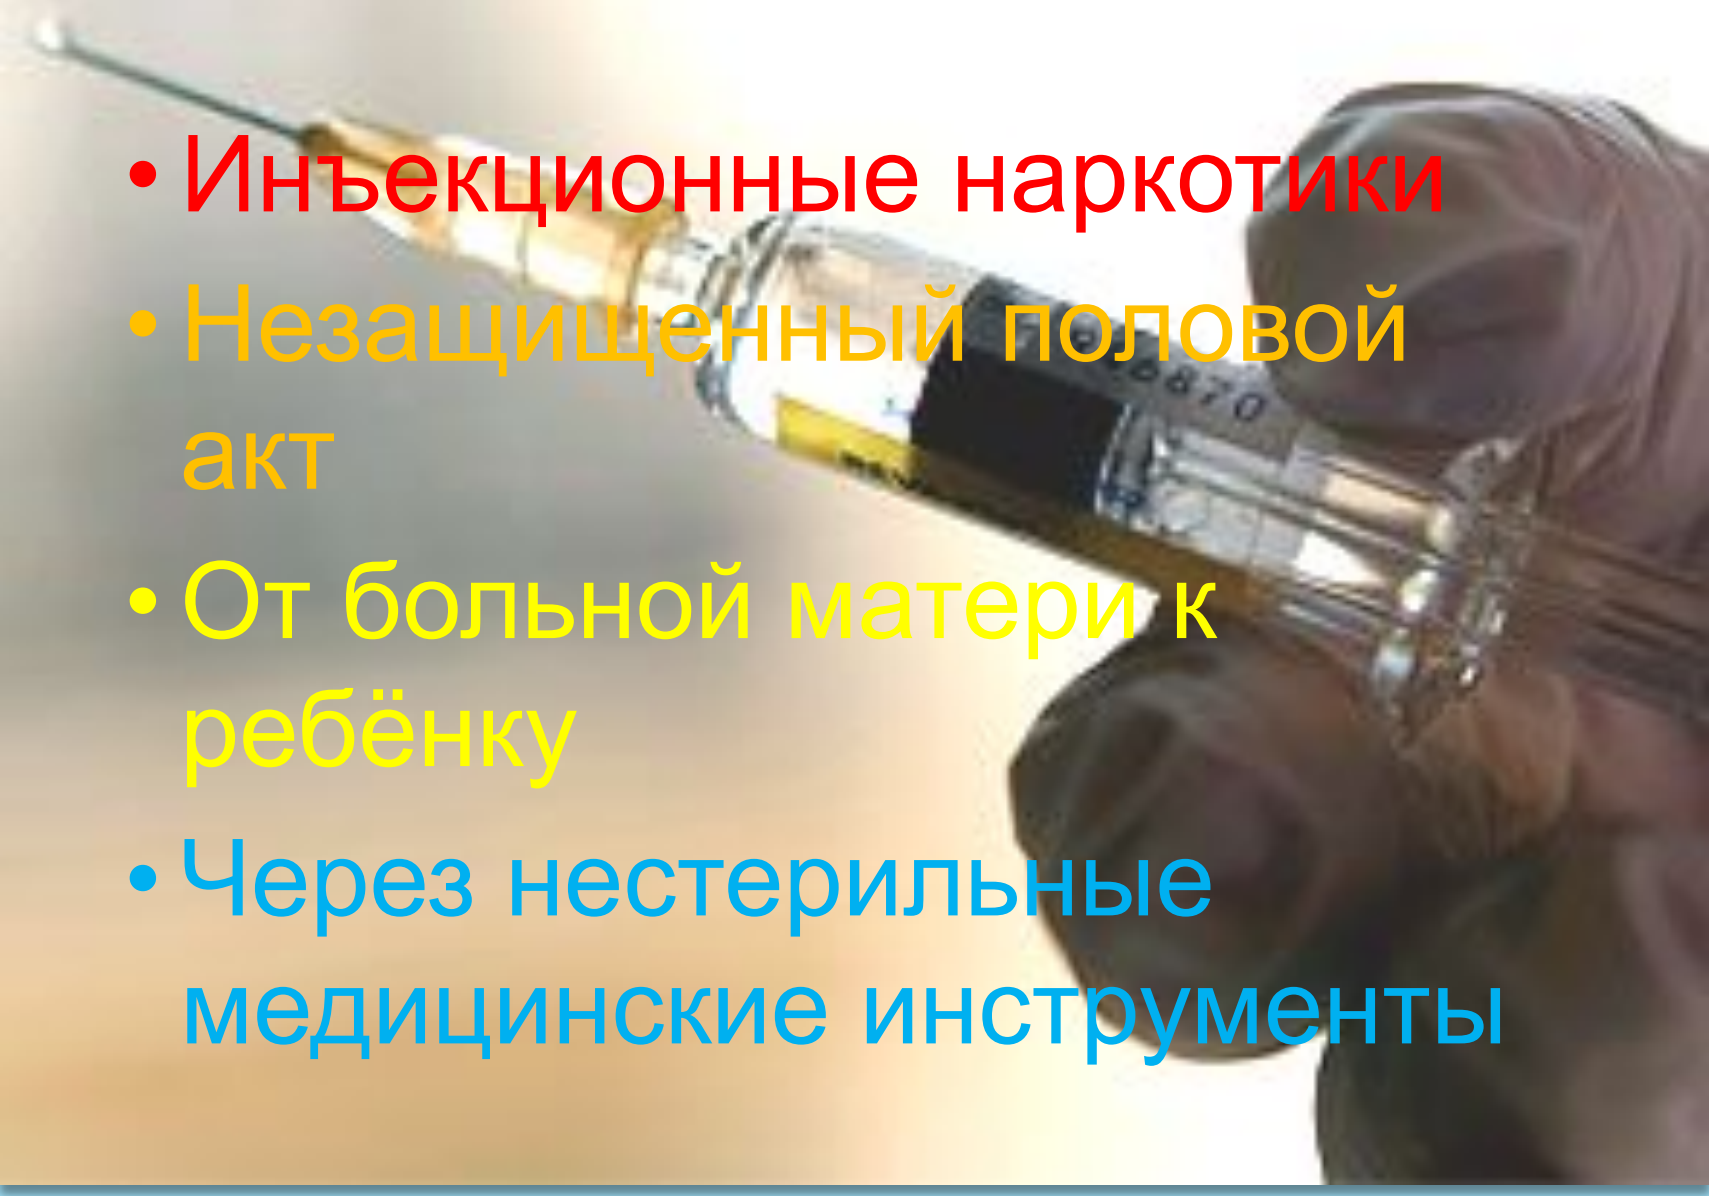 • Инъекционные наркотики
• Незащищенный половой
акт
• От больной матери к
ребёнку
• Через нестерильные
медицинские инструменты